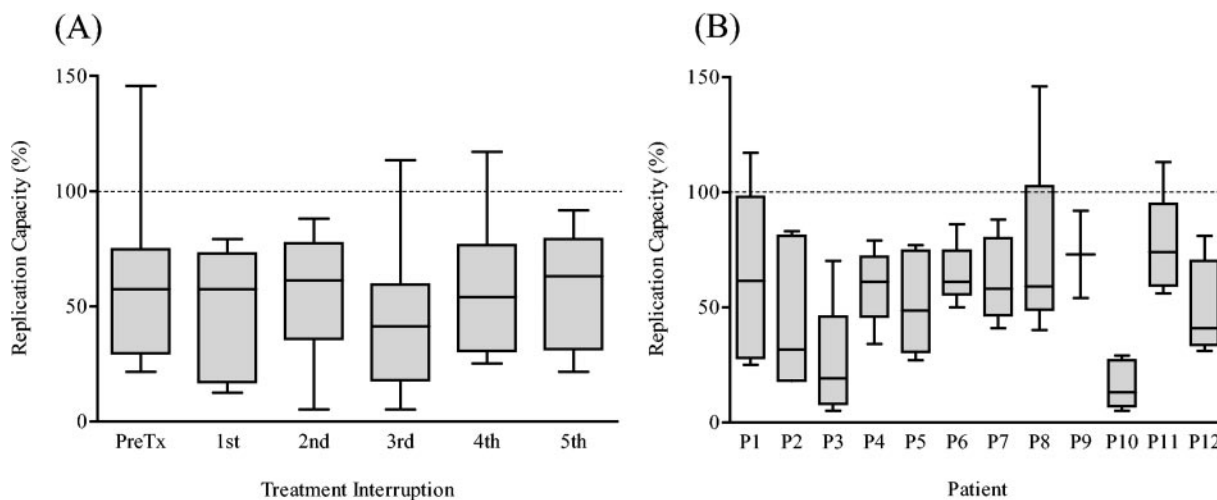 (A)
Replication Capacity (%)
150
100
50
0
PreTx 1st 2nd 3rd 4th 5th
Treatment Interruption
(B)
Replication Capacity (%)
150
100
50
0
P1 P2 P3 P4 P5 P6 P7 P8 P9 P10 P11 P12
Patient